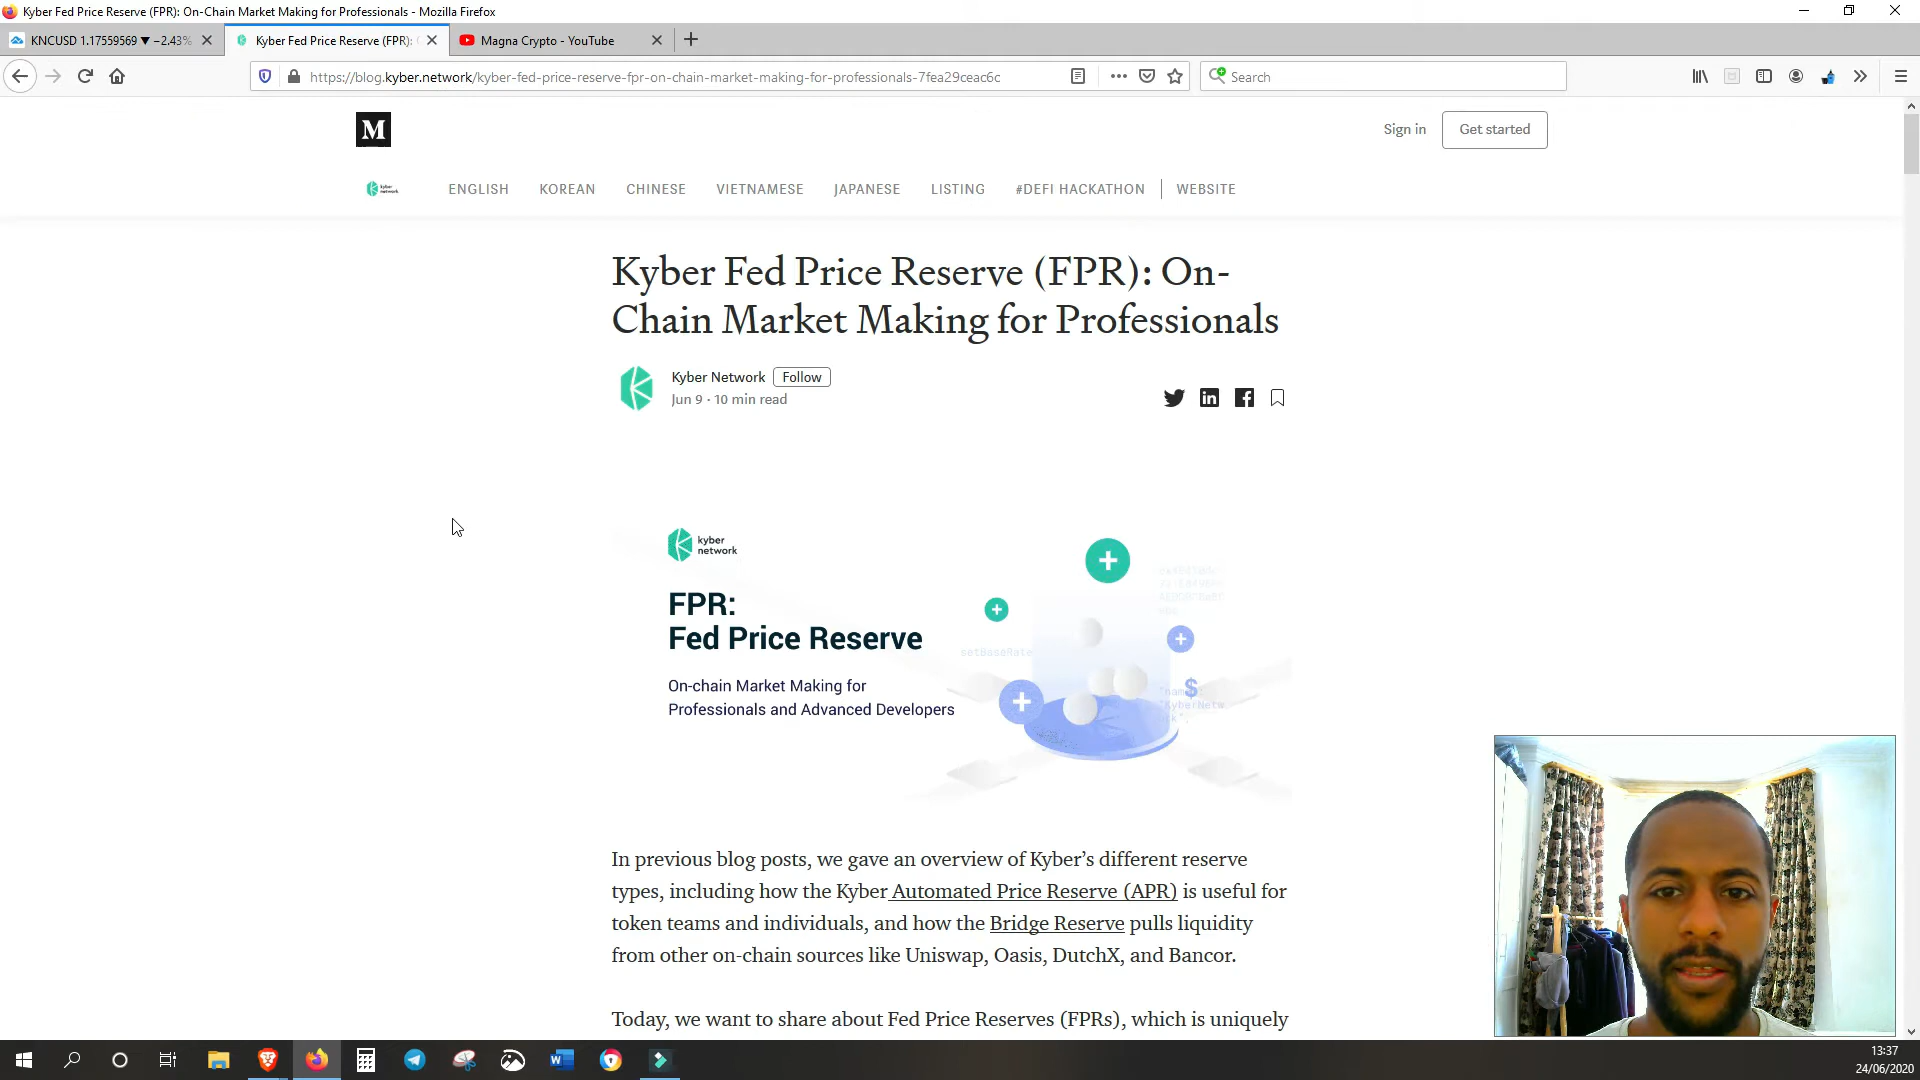 Kyber Fed Price Reserve (FPR): On-Chain Market Making for Professionals - Mozilla Firefox
KNCUSD 1.17559569 ▼ −2.43%
Kyber Fed Price Reserve (FPR):
Magna Crypto - YouTube
https://blog.kyber.network/kyber-fed-price-reserve-fpr-on-chain-market-making-for-professionals-7fea29ceac6c
Search
M
Sign in
Get started
kyber network
ENGLISH
KOREAN
CHINESE
VIETNAMESE
JAPANESE
LISTING
#DEFI HACKATHON
WEBSITE
Kyber Fed Price Reserve (FPR): On-
Chain Market Making for Professionals
Kyber Network
Follow
Jun 9 · 10 min read
kyber
network
FPR:
Fed Price Reserve
On-chain Market Making for
Professionals and Advanced Developers
setBaseRate
$
In previous blog posts, we gave an overview of Kyber’s different reserve
types, including how the Kyber Automated Price Reserve (APR) is useful for
token teams and individuals, and how the Bridge Reserve pulls liquidity
from other on-chain sources like Uniswap, Oasis, DutchX, and Bancor.
Today, we want to share about Fed Price Reserves (FPRs), which is uniquely
13:37
24/06/2020